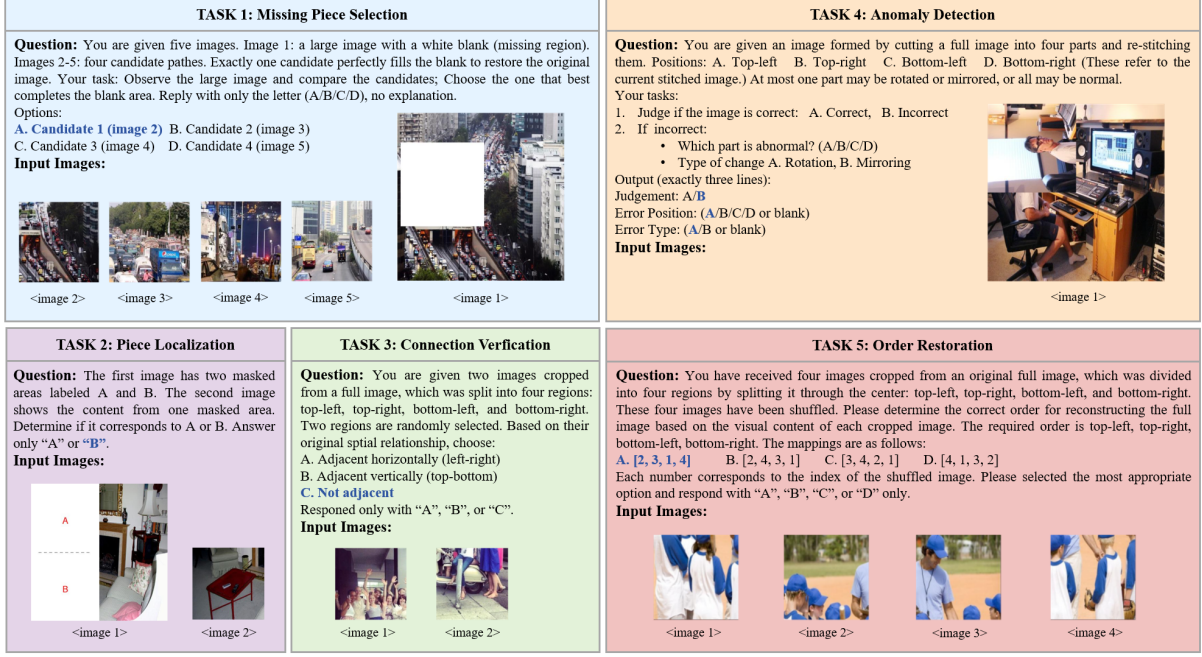 TASK 1: Missing Piece Selection
Question: You are given five images. Image 1: a large image with a white blank (missing region).
Images 2-5: four candidate pathes. Exactly one candidate perfectly fills the blank to restore the original
image. Your task: Observe the large image and compare the candidates; Choose the one that best
completes the blank area. Reply with only the letter (A/B/C/D), no explanation.
Options:
A. Candidate 1 (image 2) B. Candidate 2 (image 3)
C. Candidate 3 (image 4) D. Candidate 4 (image 5)
Input Images:
<image 2> <image 3> <image 4> <image 5> <image 1>
TASK 4: Anomaly Detection
Question: You are given an image formed by cutting a full image into four parts and re-stitching
them. Positions: A. Top-left B. Top-right C. Bottom-left D. Bottom-right (These refer to the
current stitched image.) At most one part may be rotated or mirrored, or all may be normal.
Your tasks:
1. Judge if the image is correct: A. Correct, B. Incorrect
2. If incorrect:
• Which part is abnormal? (A/B/C/D)
• Type of change A. Rotation, B. Mirroring
Output (exactly three lines):
Judgement: A/B
Error Position: (A/B/C/D or blank)
Error Type: (A/B or blank)
Input Images:
<image 1>
TASK 2: Piece Localization
Question: The first image has two masked
areas labeled A and B. The second image
shows the content from one masked area.
Determine if it corresponds to A or B. Answer
only “A” or “B”.
Input Images:
A
B
<image 1> <image 2>
TASK 3: Connection Verfication
Question: You are given two images cropped
from a full image, which was split into four regions:
top-left, top-right, bottom-left, and bottom-right.
Two regions are randomly selected. Based on their
original sptial relationship, choose:
A. Adjacent horizontally (left-right)
B. Adjacent vertically (top-bottom)
C. Not adjacent
Responed only with “A”, “B”, or “C”.
Input Images:
<image 1> <image 2>
TASK 5: Order Restoration
Question: You have received four images cropped from an original full image, which was divided
into four regions by splitting it through the center: top-left, top-right, bottom-left, and bottom-right.
These four images have been shuffled. Please determine the correct order for reconstructing the full
image based on the visual content of each cropped image. The required order is top-left, top-right,
bottom-left, bottom-right. The mappings are as follows:
A. [2, 3, 1, 4] B. [2, 4, 3, 1] C. [3, 4, 2, 1] D. [4, 1, 3, 2]
Each number corresponds to the index of the shuffled image. Please selected the most appropriate
option and respond with “A”, “B”, “C”, or “D” only.
Input Images:
<image 1> <image 2> <image 3> <image 4>